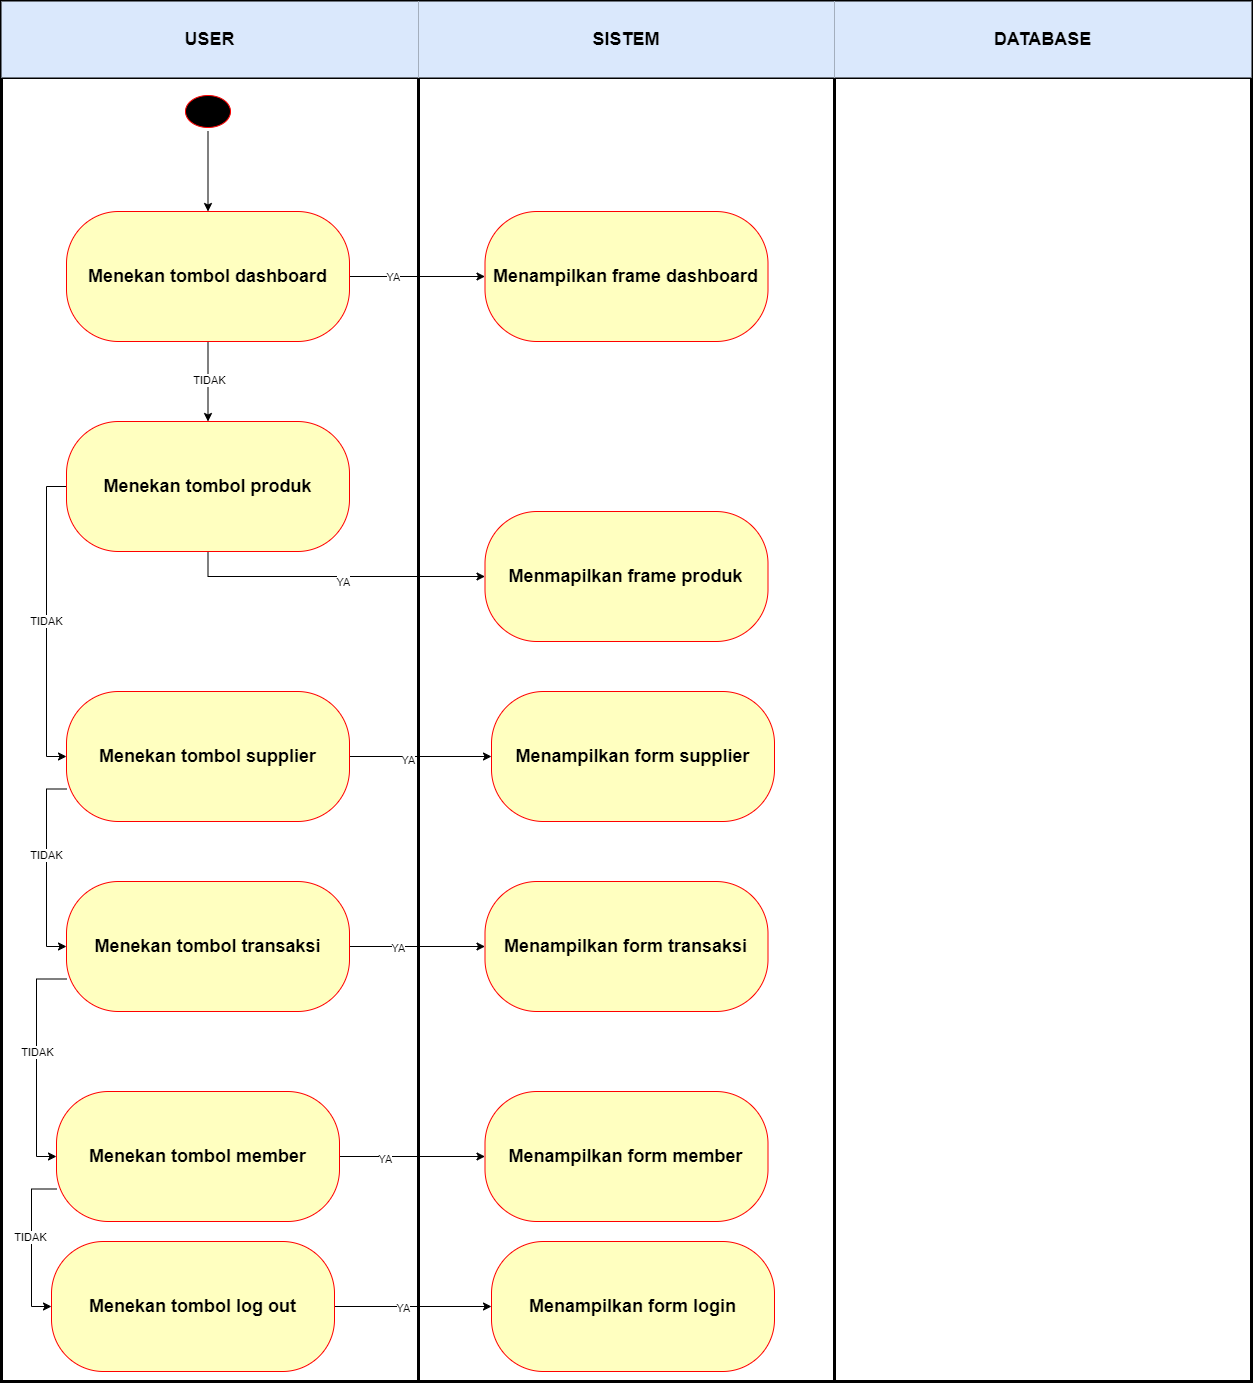 USER
SISTEM
DATABASE
Menekan tombol dashboard
YA
Menampilkan frame dashboard
TIDAK
Menekan tombol produk
YA
Menmapilkan frame produk
TIDAK
Menekan tombol supplier
YA
Menampilkan form supplier
TIDAK
Menekan tombol transaksi
YA
Menampilkan form transaksi
TIDAK
Menekan tombol member
YA
Menampilkan form member
TIDAK
Menekan tombol log out
YA
Menampilkan form login